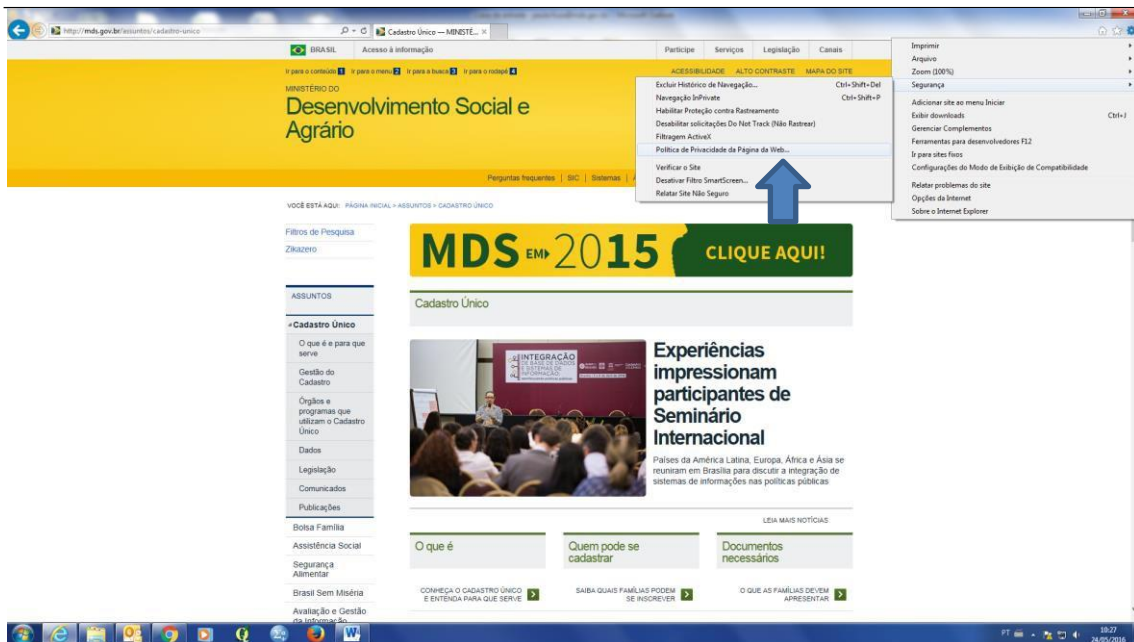 http://mds.gov.br/assuntos/cadastro-unico
Cadastro Único — MINISTÉ...
BRASIL Acesso à informação Participe Serviços Legislação Canais
Ir para o conteúdo 1 Ir para o menu 2 Ir para a busca 3 Ir para o rodapé 4
ACESSIBILIDADE ALTO CONTRASTE MAPA DO SITE
MINISTÉRIO DO
Desenvolvimento Social e
Agrário
Perguntas frequentes | SIC | Sistemas |
Imprimir
Arquivo
Zoom (100%)
Segurança
Adicionar site ao menu Iniciar
Exibir downloads Ctrl+J
Gerenciar Complementos
Ferramentas para desenvolvedores F12
Ir para sites fixos
Configurações do Modo de Exibição de Compatibilidade
Relatar problemas do site
Opções da Internet
Sobre o Internet Explorer
Excluir Histórico de Navegação... Ctrl+Shift+Del
Navegação InPrivate Ctrl+Shift+P
Habilitar Proteção contra Rastreamento
Desabilitar solicitações Do Not Track (Não Rastrear)
Filtragem ActiveX
Política de Privacidade da Página da Web...
Verificar o Site
Desativar Filtro SmartScreen...
Relatar Site Não Seguro
VOCÊ ESTÁ AQUI: PÁGINA INICIAL > ASSUNTOS > CADASTRO ÚNICO
Filtros de Pesquisa
Zikazero
ASSUNTOS
Cadastro Único
O que é e para que
serve
Gestão do
Cadastro
Órgãos e
programas que
utilizam o Cadastro
Único
Dados
Legislação
Comunicados
Publicações
Bolsa Família
Assistência Social
Segurança
Alimentar
Brasil Sem Miséria
Avaliação e Gestão
da Informação
MDS EM 2015 CLIQUE AQUI!
Cadastro Único
INTEGRAÇÃO
DE BASE DE DADOS
E SISTEMAS DE
INFORMAÇÃO:
Experiências
impressionam
participantes de
Seminário
Internacional
Países da América Latina, Europa, África e Ásia se
reuniram em Brasília para discutir a integração de
sistemas de informações nas políticas públicas
LEIA MAIS NOTÍCIAS
O que é
CONHEÇA O CADASTRO ÚNICO
E ENTENDA PARA QUE SERVE
Quem pode se
cadastrar
SAIBA QUAIS FAMÍLIAS PODEM
SE INSCREVER
Documentos
necessários
O QUE AS FAMÍLIAS DEVEM
APRESENTAR
PT
10:27
24/05/2016